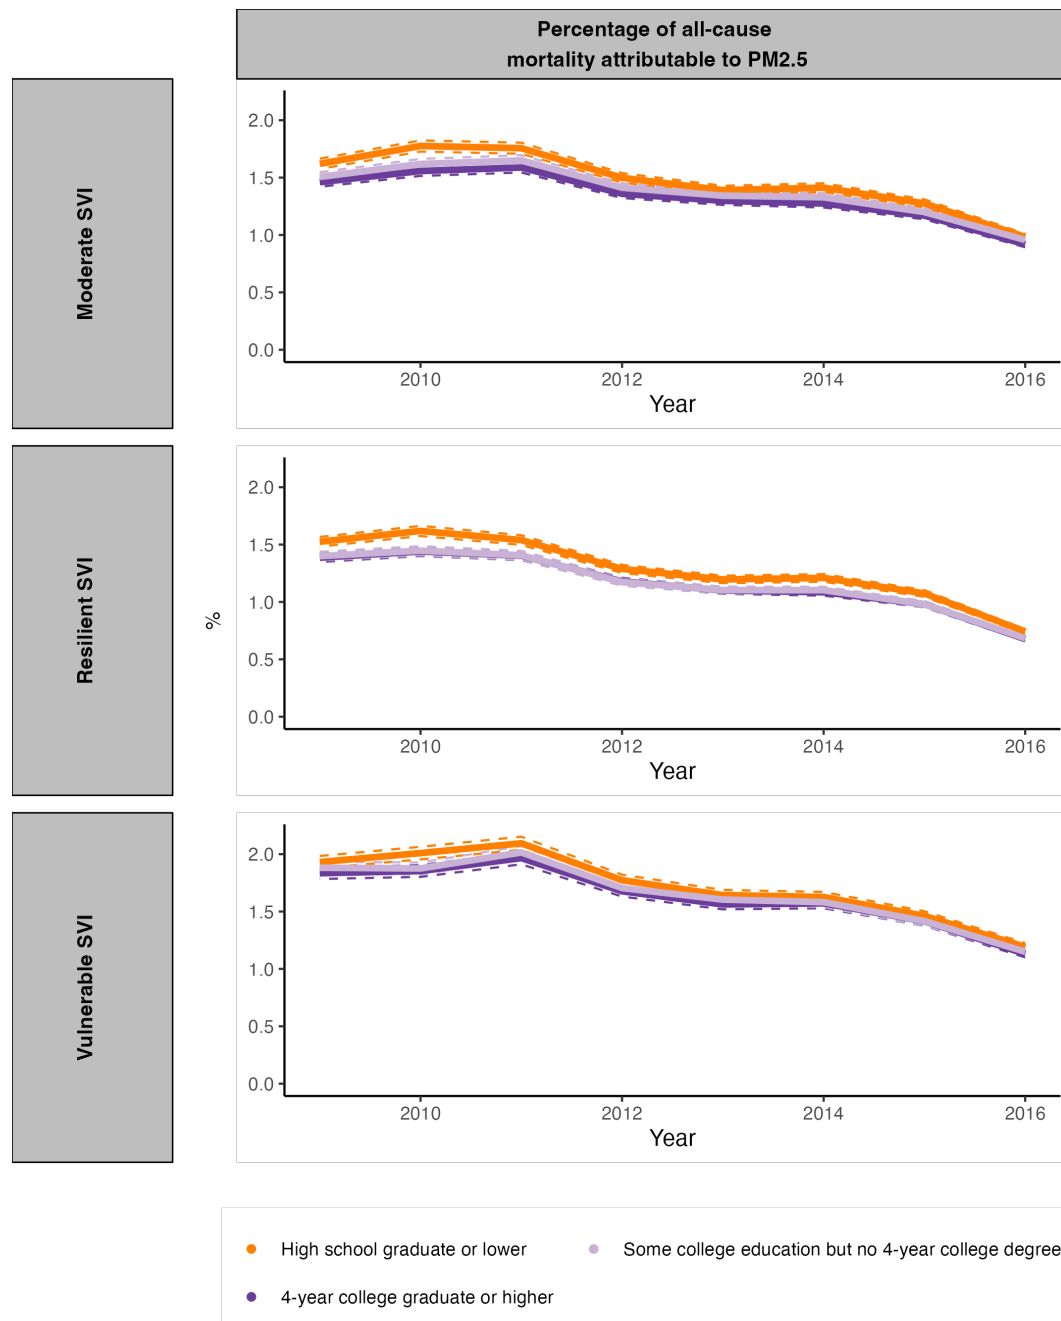 Percentage of all-cause
mortality attributable to PM2.5
Moderate SVI
2.0
1.5
1.0
0.5
0.0
2010 2012 2014 2016
Year
Resilient SVI
%
2.0
1.5
1.0
0.5
0.0
2010 2012 2014 2016
Year
Vulnerable SVI
2.0
1.5
1.0
0.5
0.0
2010 2012 2014 2016
Year
High school graduate or lower Some college education but no 4-year college degree
4-year college graduate or higher